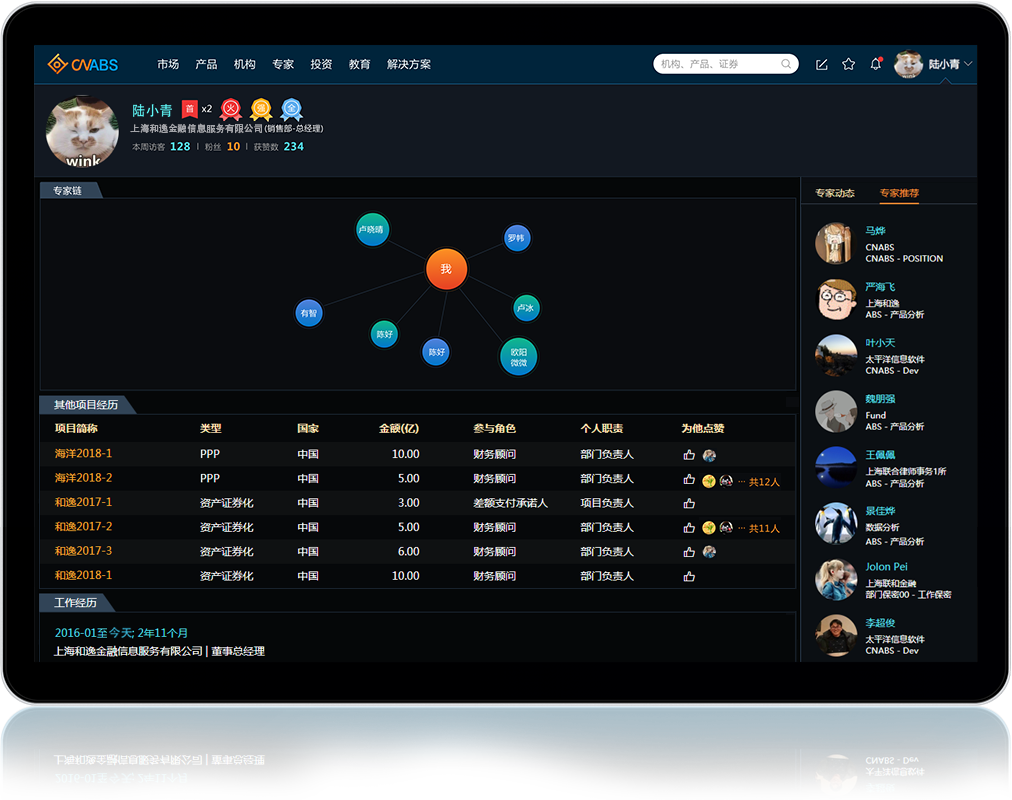 CNABS 市场 产品 机构 专家 投资 教育 解决方案 机构、产品、证券 陆小青
wink
陆小青 首 x2 火 强 全
上海和逸金融信息服务有限公司(销售部-总经理)
本周访客 128 | 粉丝 10 | 获赞数 234
wink
专家链
卢晓晴
罗韩
我
有智
卢冰
陈好
陈好
欧阳
微微
其他项目经历
项目简称 类型 国家 金额(亿) 参与角色 个人职责 为他点赞
海洋2018-1 PPP 中国 10.00 财务顾问 部门负责人
海洋2018-2 PPP 中国 5.00 财务顾问 部门负责人 ··· 共12人
和逸2017-1 资产证券化 中国 3.00 差额支付承诺人 项目负责人
和逸2017-2 资产证券化 中国 5.00 财务顾问 部门负责人 ··· 共11人
和逸2017-3 资产证券化 中国 6.00 财务顾问 部门负责人
和逸2018-1 资产证券化 中国 10.00 财务顾问 部门负责人
工作经历
2016-01至今天; 2年11个月
上海和逸金融信息服务有限公司 | 董事总经理
专家动态 专家推荐
马烨
CNABS
CNABS - POSITION
严海飞
上海和逸
ABS - 产品分析
叶小天
太平洋信息软件
CNABS - Dev
魏朋强
Fund
ABS - 产品分析
王佩佩
上海联合律师事务1所
ABS - 产品分析
景佳烨
数据分析
ABS - 产品分析
Jolon Pei
上海联和金融
部门保密00 - 工作保密
李超俊
太平洋信息软件
CNABS - Dev